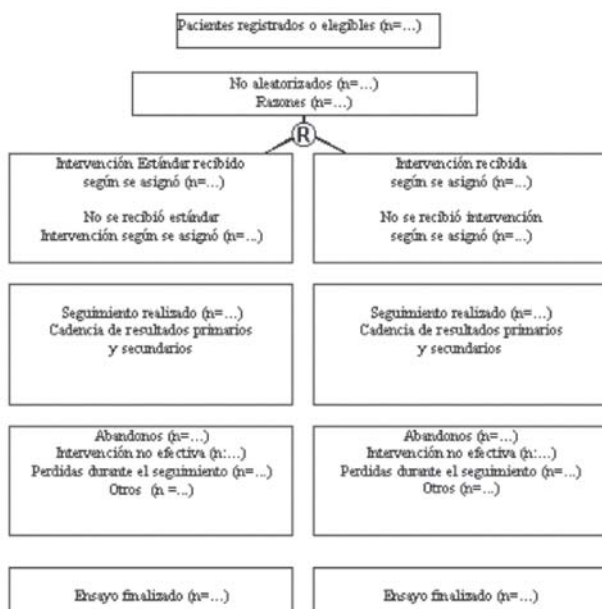 Pacientes registrados o elegibles (n=...)
No aleatorizados (n=...)
Razones (n=...)
R
Intervención Estándar recibido
según se asignó (n=...)
No se recibió estándar
Intervención según se asignó (n=...)
Intervención recibida
según se asignó (n=...)
No se recibió intervención
según se asignó (n=...)
Seguimiento realizado (n=...)
Cadencia de resultados primarios
y secundarios
Seguimiento realizado (n=...)
Cadencia de resultados primarios
y secundarios
Abandonos (n=...)
Intervención no efectiva (n:...)
Perdidas durante el seguimiento (n=...)
Otros (n =...)
Abandonos (n=...)
Intervención no efectiva (n:...)
Perdidas durante el seguimiento (n=...)
Otros (n=...)
Ensayo finalizado (n=...)
Ensayo finalizado (n=...)